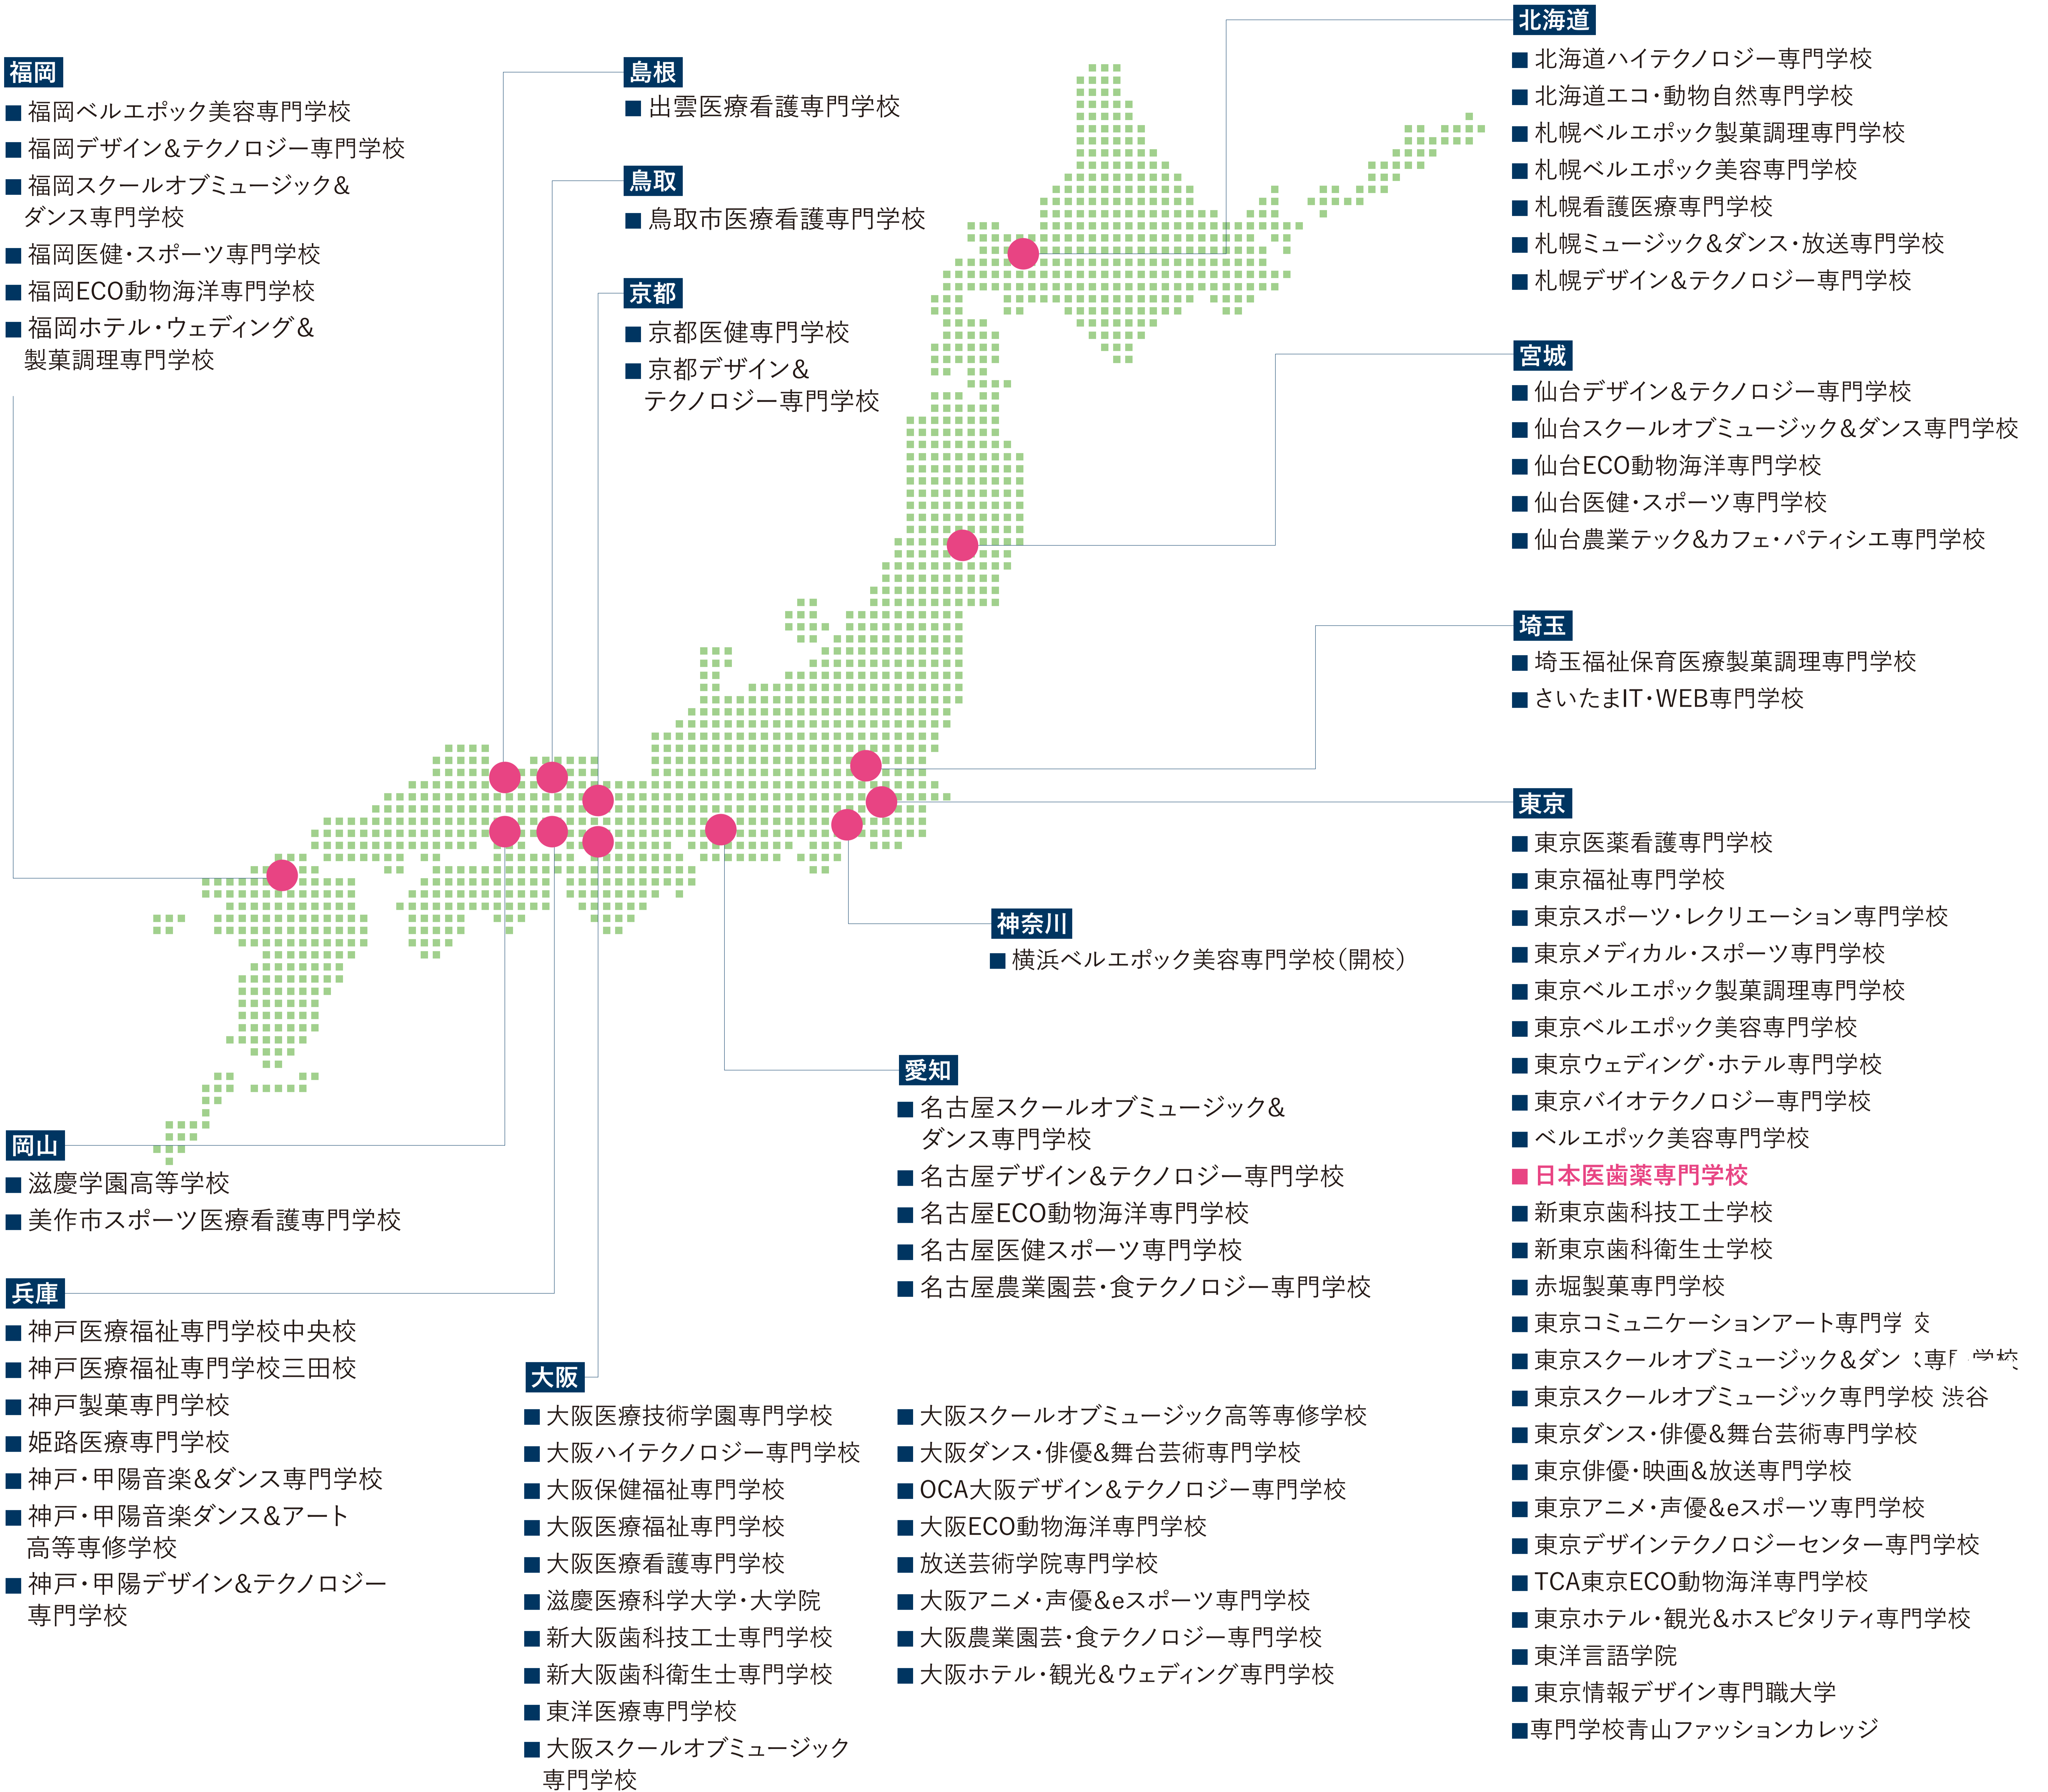 福岡
福岡ベルエポック美容専門学校
福岡デザイン&テクノロジー専門学校
福岡スクールオブミュージック&
ダンス専門学校
福岡医健・スポーツ専門学校
福岡ECO動物海洋専門学校
福岡ホテル・ウェディング&
製菓調理専門学校
島根
出雲医療看護専門学校
鳥取
鳥取市医療看護専門学校
京都
京都医健専門学校
京都デザイン&
テクノロジー専門学校
北海道
北海道ハイテクノロジー専門学校
北海道エコ・動物自然専門学校
札幌ベルエポック製菓調理専門学校
札幌ベルエポック美容専門学校
札幌看護医療専門学校
札幌ミュージック&ダンス・放送専門学校
札幌デザイン&テクノロジー専門学校
宮城
仙台デザイン&テクノロジー専門学校
仙台スクールオブミュージック&ダンス専門学校
仙台ECO動物海洋専門学校
仙台医健・スポーツ専門学校
仙台農業テック&カフェ・パティシエ専門学校
埼玉
埼玉福祉保育医療製菓調理専門学校
さいたまIT・WEB専門学校
東京
東京医薬看護専門学校
東京福祉専門学校
東京スポーツ・レクリエーション専門学校
東京メディカル・スポーツ専門学校
東京ベルエポック製菓調理専門学校
東京ベルエポック美容専門学校
東京ウェディング・ホテル専門学校
東京バイオテクノロジー専門学校
ベルエポック美容専門学校
日本医歯薬専門学校
新東京歯科技工士学校
新東京歯科衛生士学校
赤堀製菓専門学校
東京コミュニケーションアート専門学校
東京スクールオブミュージック&ダンス専門学校
東京スクールオブミュージック専門学校 渋谷
東京ダンス・俳優&舞台芸術専門学校
東京俳優・映画&放送専門学校
東京アニメ・声優&eスポーツ専門学校
東京デザインテクノロジーセンター専門学校
TCA東京ECO動物海洋専門学校
東京ホテル・観光&ホスピタリティ専門学校
東洋言語学院
東京情報デザイン専門職大学
専門学校青山ファッションカレッジ
神奈川
横浜ベルエポック美容専門学校(開校)
愛知
名古屋スクールオブミュージック&
ダンス専門学校
名古屋デザイン&テクノロジー専門学校
名古屋ECO動物海洋専門学校
名古屋医健スポーツ専門学校
名古屋農業園芸・食テクノロジー専門学校
岡山
滋慶学園高等学校
美作市スポーツ医療看護専門学校
兵庫
神戸医療福祉専門学校中央校
神戸医療福祉専門学校三田校
神戸製菓専門学校
姫路医療専門学校
神戸・甲陽音楽&ダンス専門学校
神戸・甲陽音楽ダンス&アート
高等専修学校
神戸・甲陽デザイン&テクノロジー
専門学校
大阪
大阪医療技術学園専門学校
大阪ハイテクノロジー専門学校
大阪保健福祉専門学校
大阪医療福祉専門学校
大阪医療看護専門学校
滋慶医療科学大学・大学院
新大阪歯科技工士専門学校
新大阪歯科衛生士専門学校
東洋医療専門学校
大阪スクールオブミュージック
専門学校
大阪スクールオブミュージック高等専修学校
大阪ダンス・俳優&舞台芸術専門学校
OCA大阪デザイン&テクノロジー専門学校
大阪ECO動物海洋専門学校
放送芸術学院専門学校
大阪アニメ・声優&eスポーツ専門学校
大阪農業園芸・食テクノロジー専門学校
大阪ホテル・観光&ウェディング専門学校